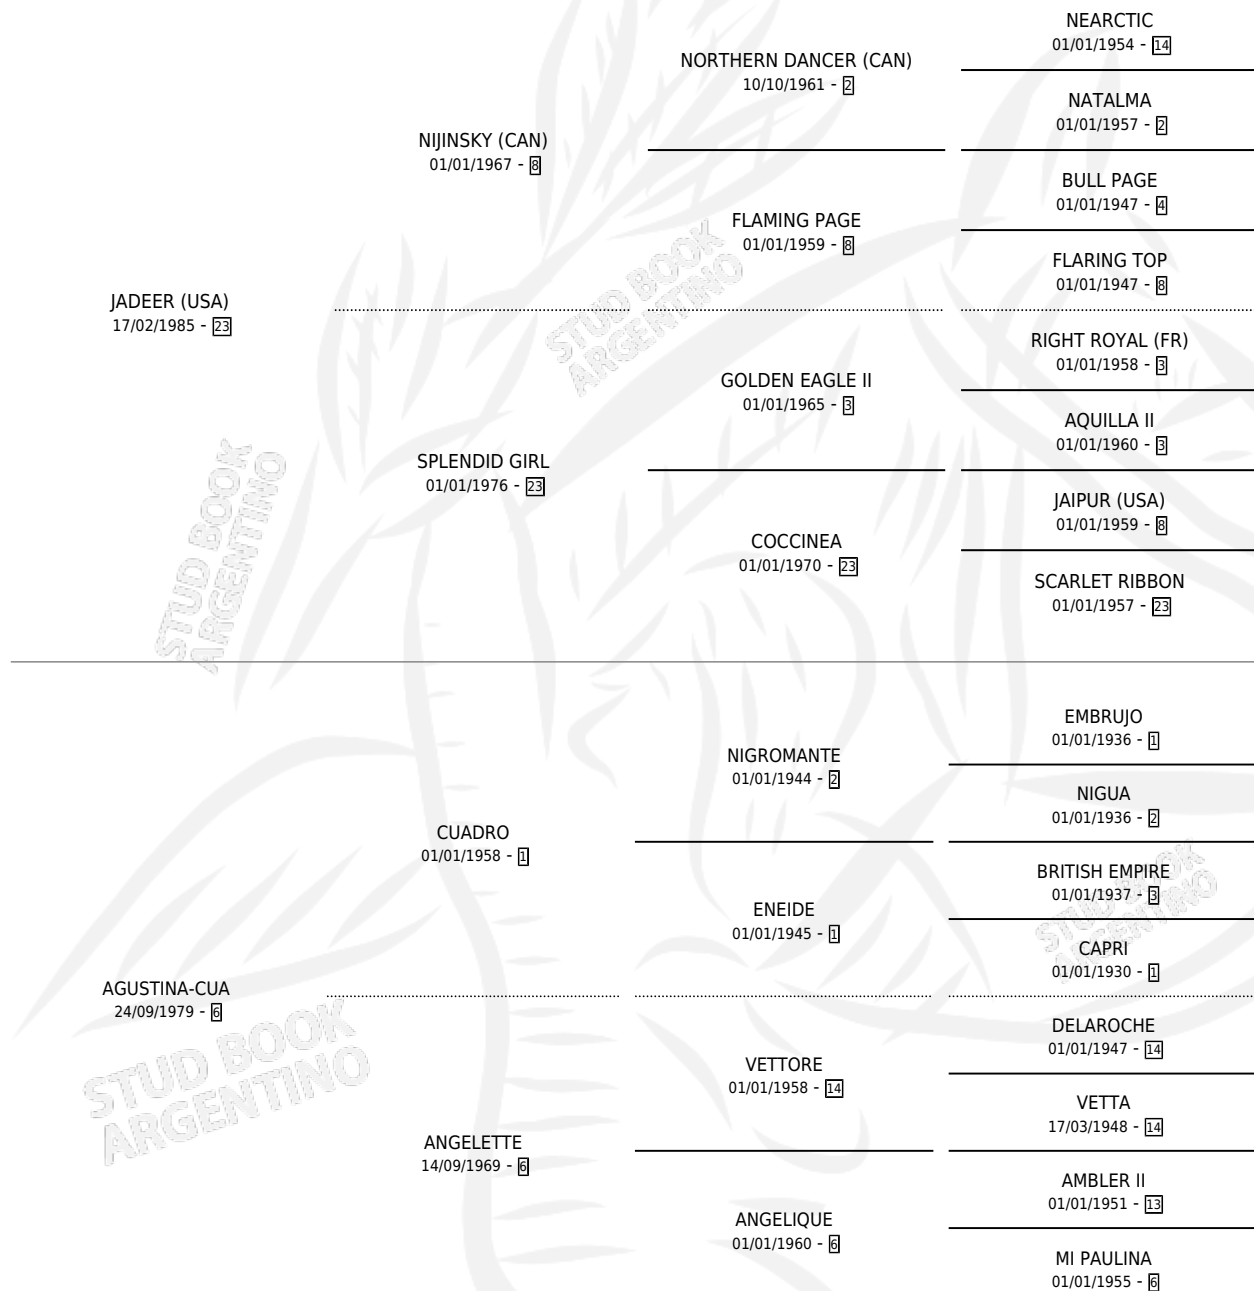 NEARCTIC
01/01/1954 - 14
NORTHERN DANCER (CAN)
10/10/1961 - 2
NATALMA
01/01/1957 - 2
NIJINSKY (CAN)
01/01/1967 - 8
BULL PAGE
01/01/1947 - 4
FLAMING PAGE
01/01/1959 - 8
FLARING TOP
01/01/1947 - 8
JADEER (USA)
17/02/1985 - 23
RIGHT ROYAL (FR)
01/01/1958 - 3
GOLDEN EAGLE II
01/01/1965 - 3
AQUILLA II
01/01/1960 - 3
SPLENDID GIRL
01/01/1976 - 23
JAIPUR (USA)
01/01/1959 - 8
COCCINEA
01/01/1970 - 23
SCARLET RIBBON
01/01/1957 - 23
EMBRUJO
01/01/1936 - 1
NIGROMANTE
01/01/1944 - 2
NIGUA
01/01/1936 - 2
CUADRO
01/01/1958 - 1
BRITISH EMPIRE
01/01/1937 - 3
ENEIDE
01/01/1945 - 1
CAPRI
01/01/1930 - 1
AGUSTINA-CUA
24/09/1979 - 6
DELAROCHE
01/01/1947 - 14
VETTORE
01/01/1958 - 14
VETTA
17/03/1948 - 14
ANGELETTE
14/09/1969 - 6
AMBLER II
01/01/1951 - 13
ANGELIQUE
01/01/1960 - 6
MI PAULINA
01/01/1955 - 6
STUD BOOK
ARGENTINO
STUD BOOK
ARGENTINO
STUD BOOK
ARGENTINO
STUD BOOK
ARGENTINO